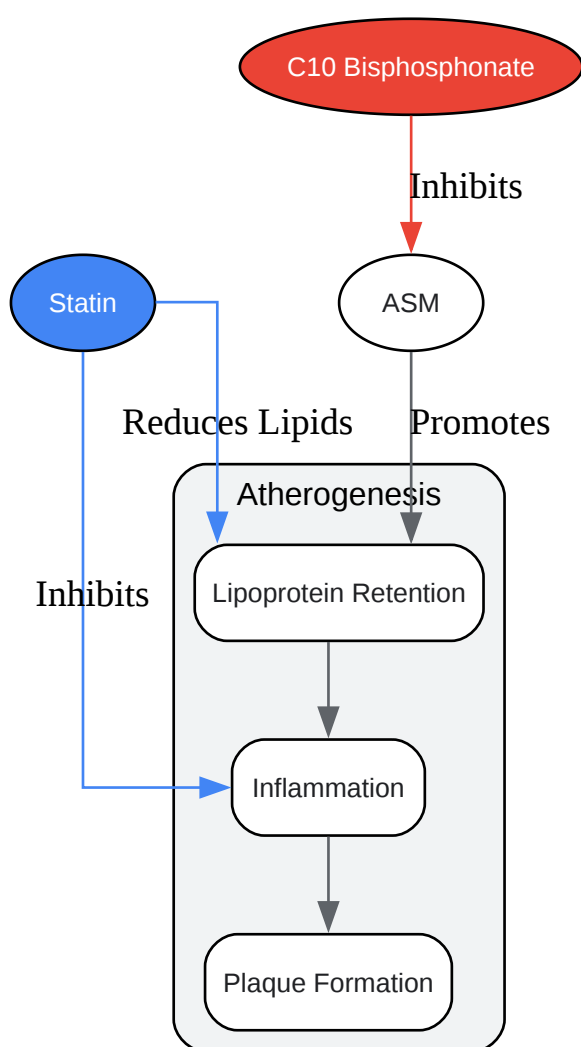 C10 Bisphosphonate
Inhibits
Statin
ASM
Reduces Lipids
Promotes
Atherogenesis
Lipoprotein Retention
Inhibits
Inflammation
Plaque Formation